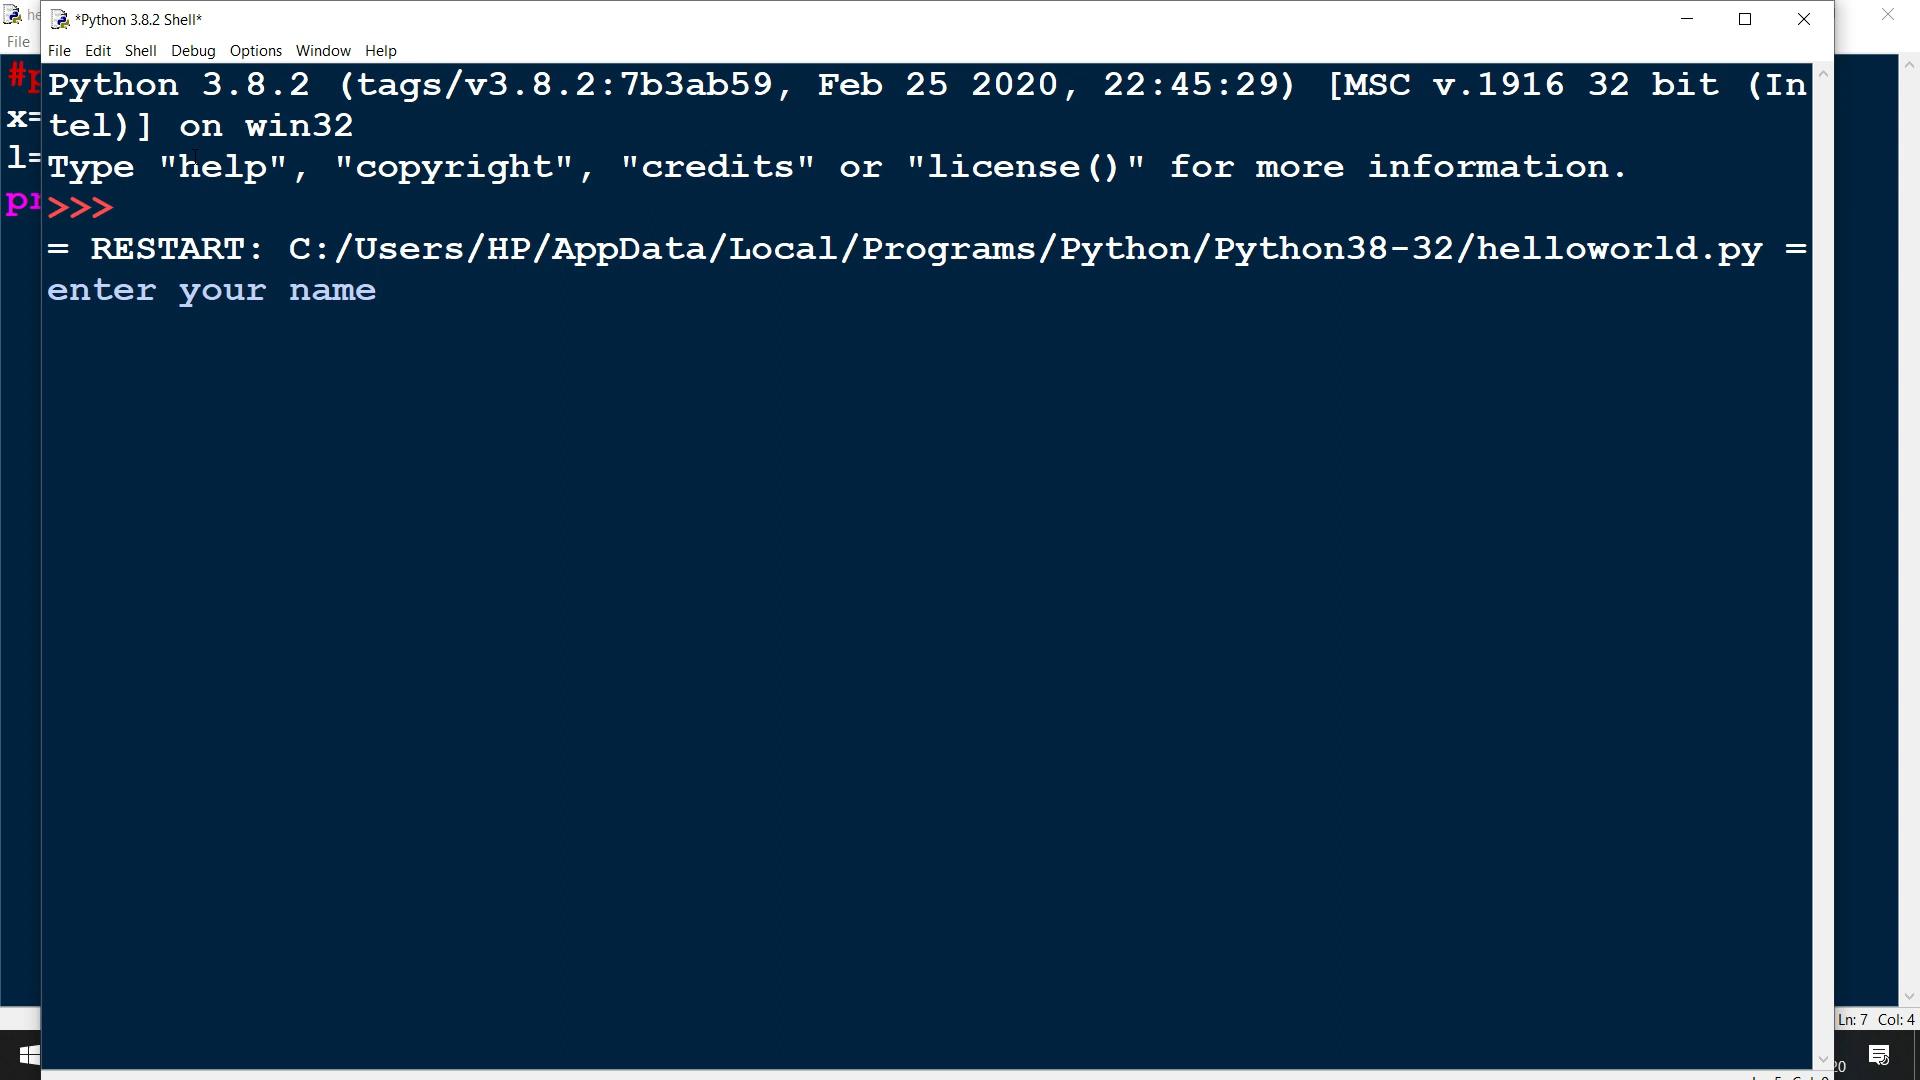 *Python 3.8.2 Shell*
File
File Edit Shell Debug Options Window Help
Python 3.8.2 (tags/v3.8.2:7b3ab59, Feb 25 2020, 22:45:29) [MSC v.1916 32 bit (In
tel)] on win32
Type "help", "copyright", "credits" or "license()" for more information.
>>>
= RESTART: C:/Users/HP/AppData/Local/Programs/Python/Python38-32/helloworld.py =
enter your name
x=
l=
Ln: 7 Col: 4